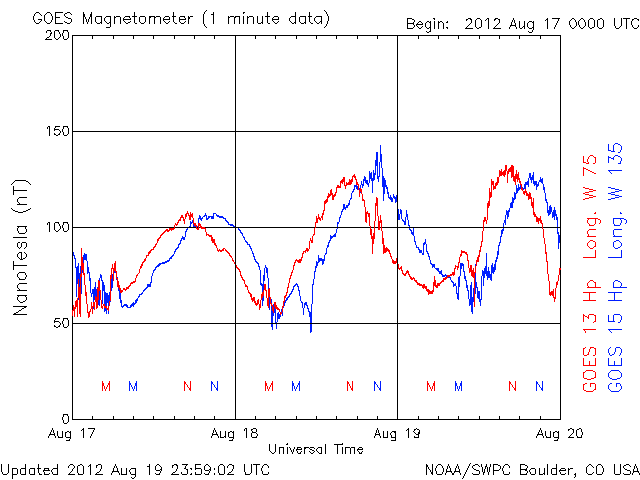 GOES Magnetometer (1 minute data)
Begin: 2012 Aug 17 0000 UTC
200
150
100
50
0
NanoTesla (nT)
M M N N M M N N M M N N
Aug 17 Aug 18 Aug 19 Aug 20
Universal Time
GOES 13 Hp Long. W 75
GOES 15 Hp Long. W 135
Updated 2012 Aug 19 23:59:02 UTC
NOAA/SWPC Boulder, CO USA